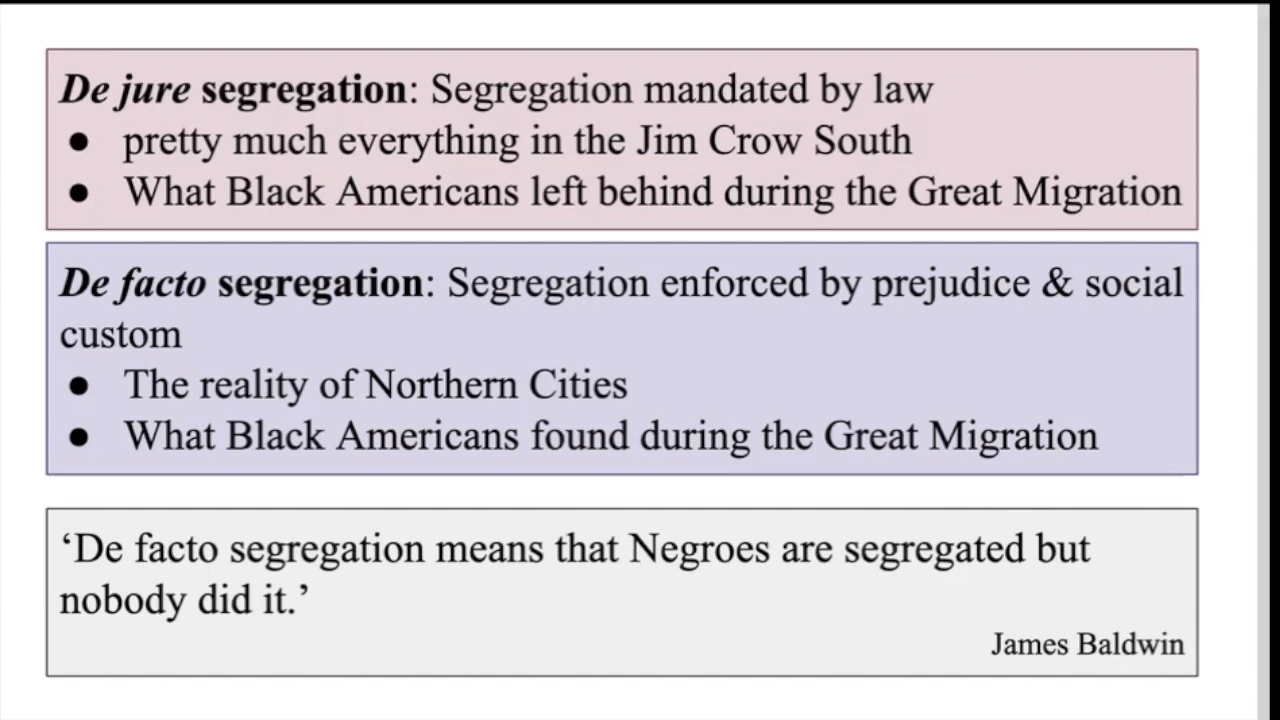 De jure segregation: Segregation mandated by law
● pretty much everything in the Jim Crow South
● What Black Americans left behind during the Great Migration
De facto segregation: Segregation enforced by prejudice & social
custom
● The reality of Northern Cities
● What Black Americans found during the Great Migration
‘De facto segregation means that Negroes are segregated but
nobody did it.’
James Baldwin